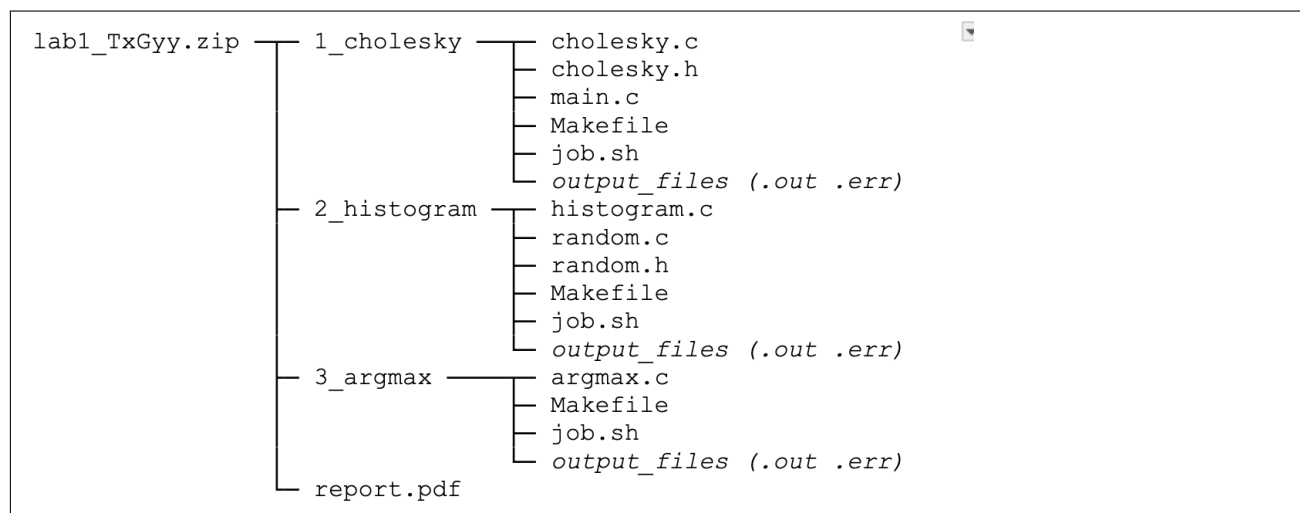 lab1_TxGyy.zip 1_cholesky cholesky.c
cholesky.h
main.c
Makefile
job.sh
output_files (.out .err)
2_histogram histogram.c
random.c
random.h
Makefile
job.sh
output_files (.out .err)
3_argmax argmax.c
Makefile
job.sh
output_files (.out .err)
report.pdf